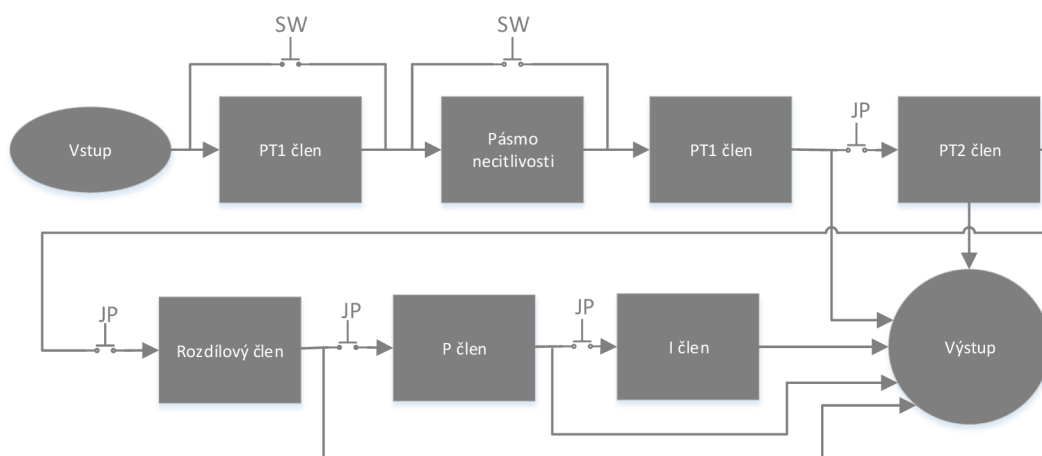 SW
SW
Vstup
PT1 člen
Pásmo
necitlivosti
PT1 člen
JP
PT2 člen
JP
Rozdílový člen
JP
P člen
JP
I člen
Výstup